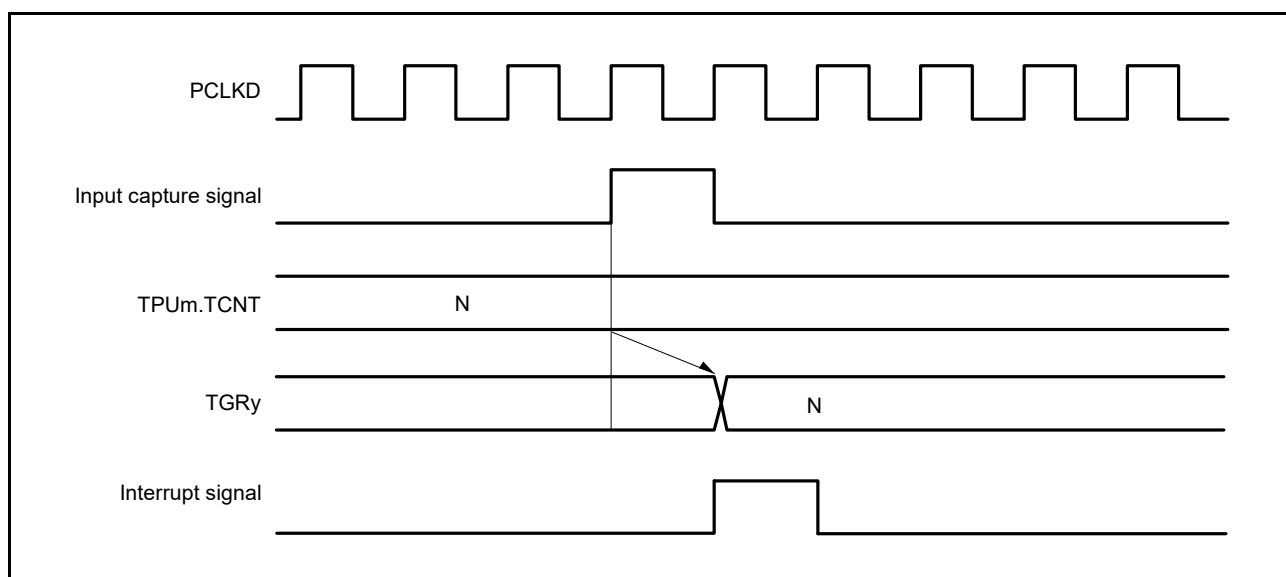 PCLKD
Input capture signal
TPUm.TCNT
N
TGRy
N
Interrupt signal